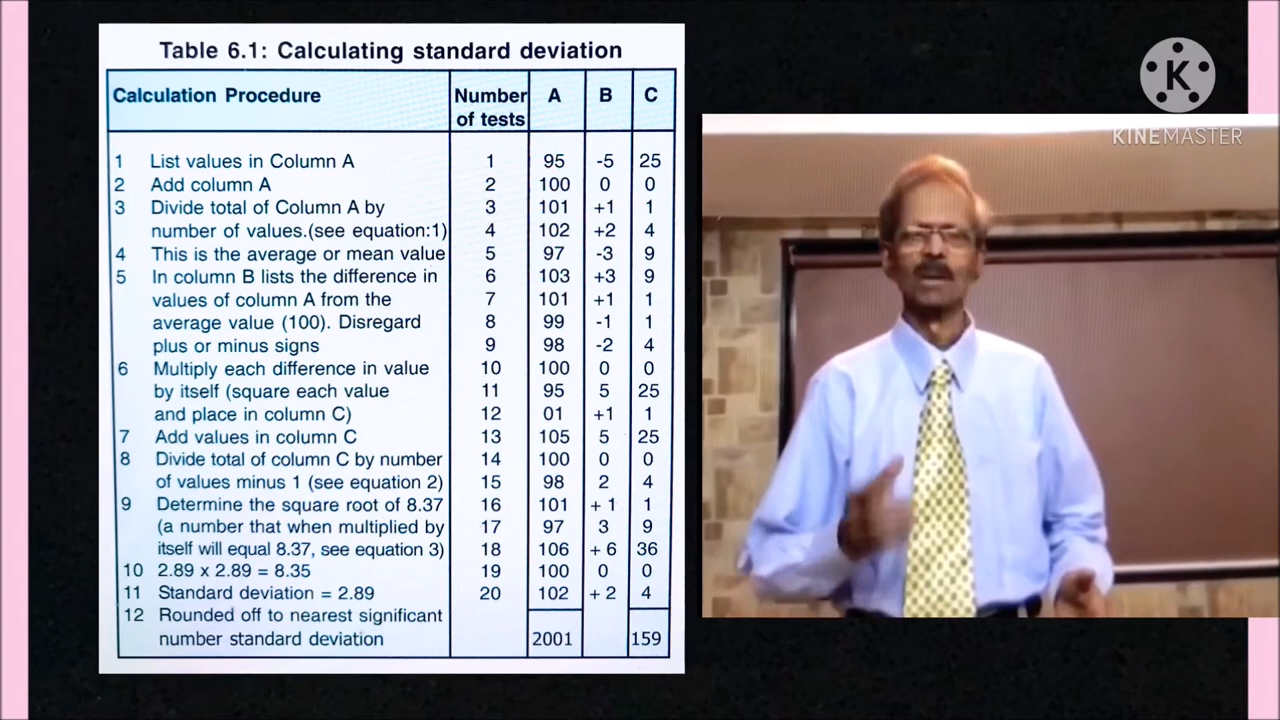 Table 6.1: Calculating standard deviation
Calculation Procedure Number of tests A B C
1 List values in Column A 1 95 -5 25
2 Add column A 2 100 0 0
3 Divide total of Column A by 3 101 +1 1
number of values.(see equation:1) 4 102 +2 4
4 This is the average or mean value 5 97 -3 9
5 In column B lists the difference in 6 103 +3 9
values of column A from the 7 101 +1 1
average value (100). Disregard 8 99 -1 1
plus or minus signs 9 98 -2 4
6 Multiply each difference in value 10 100 0 0
by itself (square each value 11 95 5 25
and place in column C) 12 01 +1 1
7 Add values in column C 13 105 5 25
8 Divide total of column C by number 14 100 0 0
of values minus 1 (see equation 2) 15 98 2 4
9 Determine the square root of 8.37 16 101 + 1 1
(a number that when multiplied by 17 97 3 9
itself will equal 8.37, see equation 3) 18 106 + 6 36
10 2.89 x 2.89 = 8.35 19 100 0 0
11 Standard deviation = 2.89 20 102 + 2 4
12 Rounded off to nearest significant
number standard deviation 2001 159
K
KINEMASTER